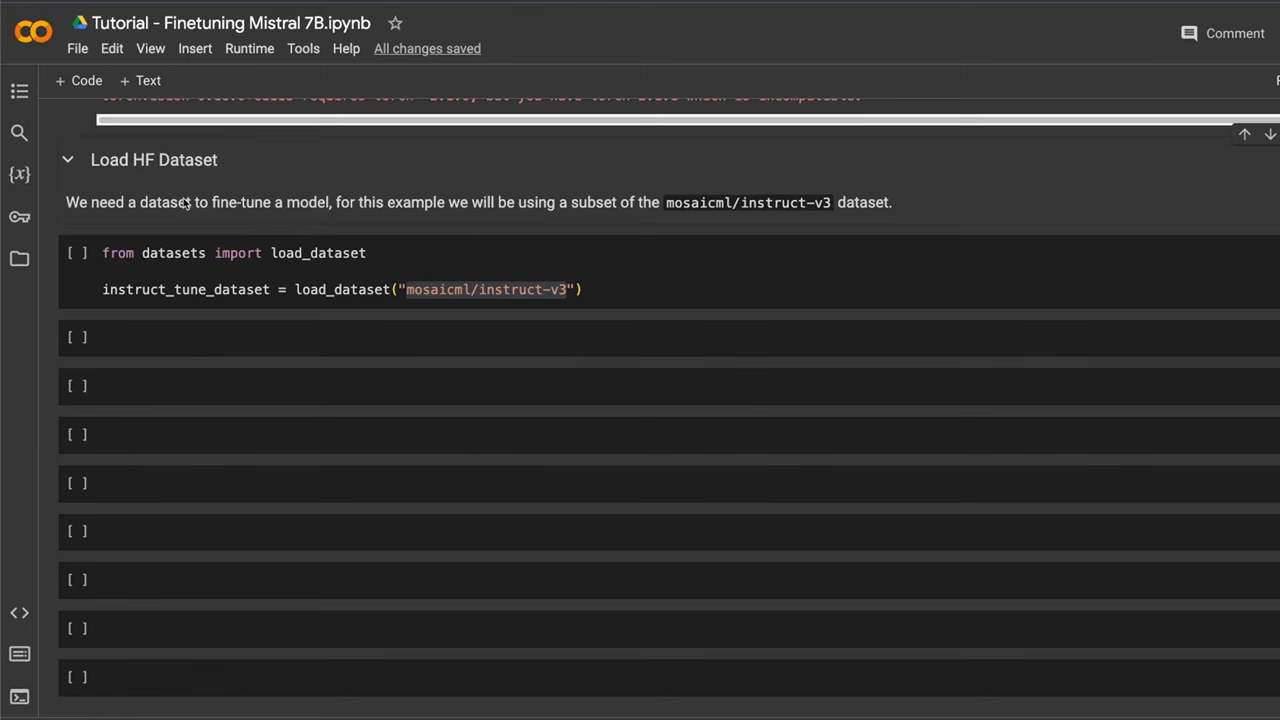 Tutorial - Finetuning Mistral 7B.ipynb
File Edit View Insert Runtime Tools Help All changes saved
Comment
+ Code + Text
Load HF Dataset
We need a dataset to fine-tune a model, for this example we will be using a subset of the mosaicml/instruct-v3 dataset.
[ ] from datasets import load_dataset
instruct_tune_dataset = load_dataset("mosaicml/instruct-v3")
[ ]
[ ]
[ ]
[ ]
[ ]
[ ]
[ ]
[ ]